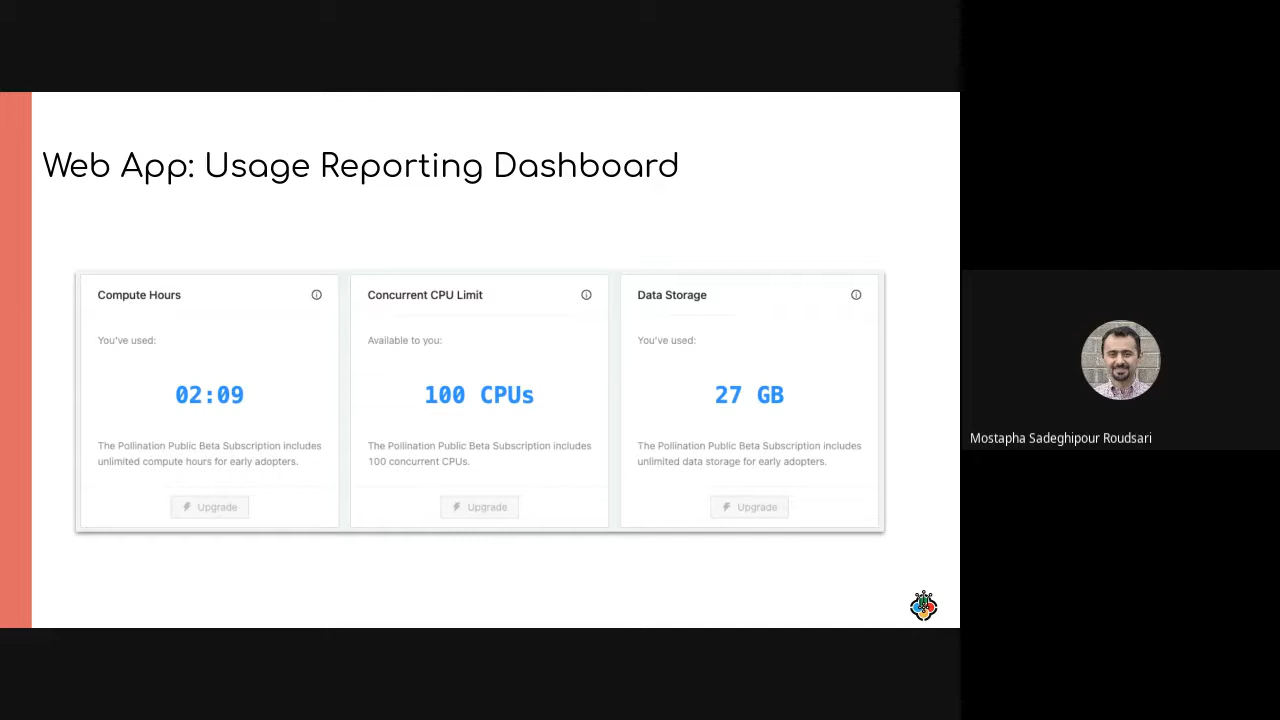 Web App: Usage Reporting Dashboard
Compute Hours
You've used:
02:09
The Pollination Public Beta Subscription includes
unlimited compute hours for early adopters.
Upgrade
Concurrent CPU Limit
Available to you:
100 CPUs
The Pollination Public Beta Subscription includes
100 concurrent CPUs.
Upgrade
Data Storage
You've used:
27 GB
The Pollination Public Beta Subscription includes
unlimited data storage for early adopters.
Upgrade
Mostapha Sadeghipour Roudsari